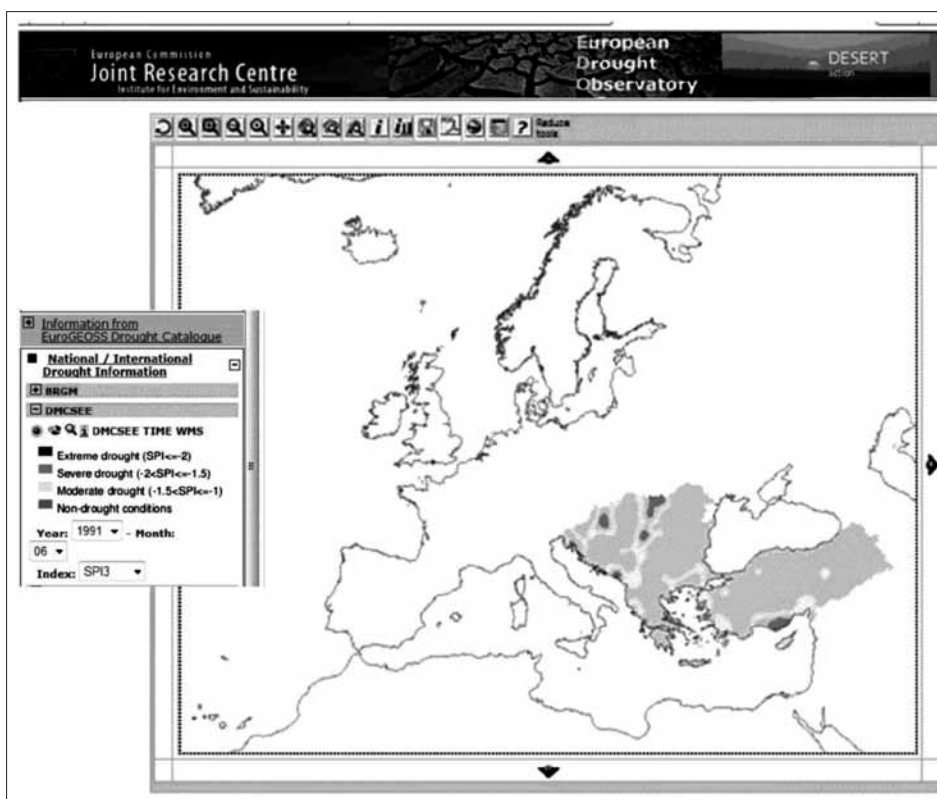 European Commission
Joint Research Centre
Institute for Environment and Sustainability
European
Drought
Observatory
DESERT
action
Reduce
tools
Information from
EuroGEOSS Drought Catalogue
National / International
Drought Information
BRGM
DMCSEE
DMCSEE TIME WMS
Extreme drought (SPI<=-2)
Severe drought (-2<SPI<=-1.5)
Moderate drought (-1.5<SPI<=-1)
Non-drought conditions
Year: 1991 - Month:
06
Index: SPI3